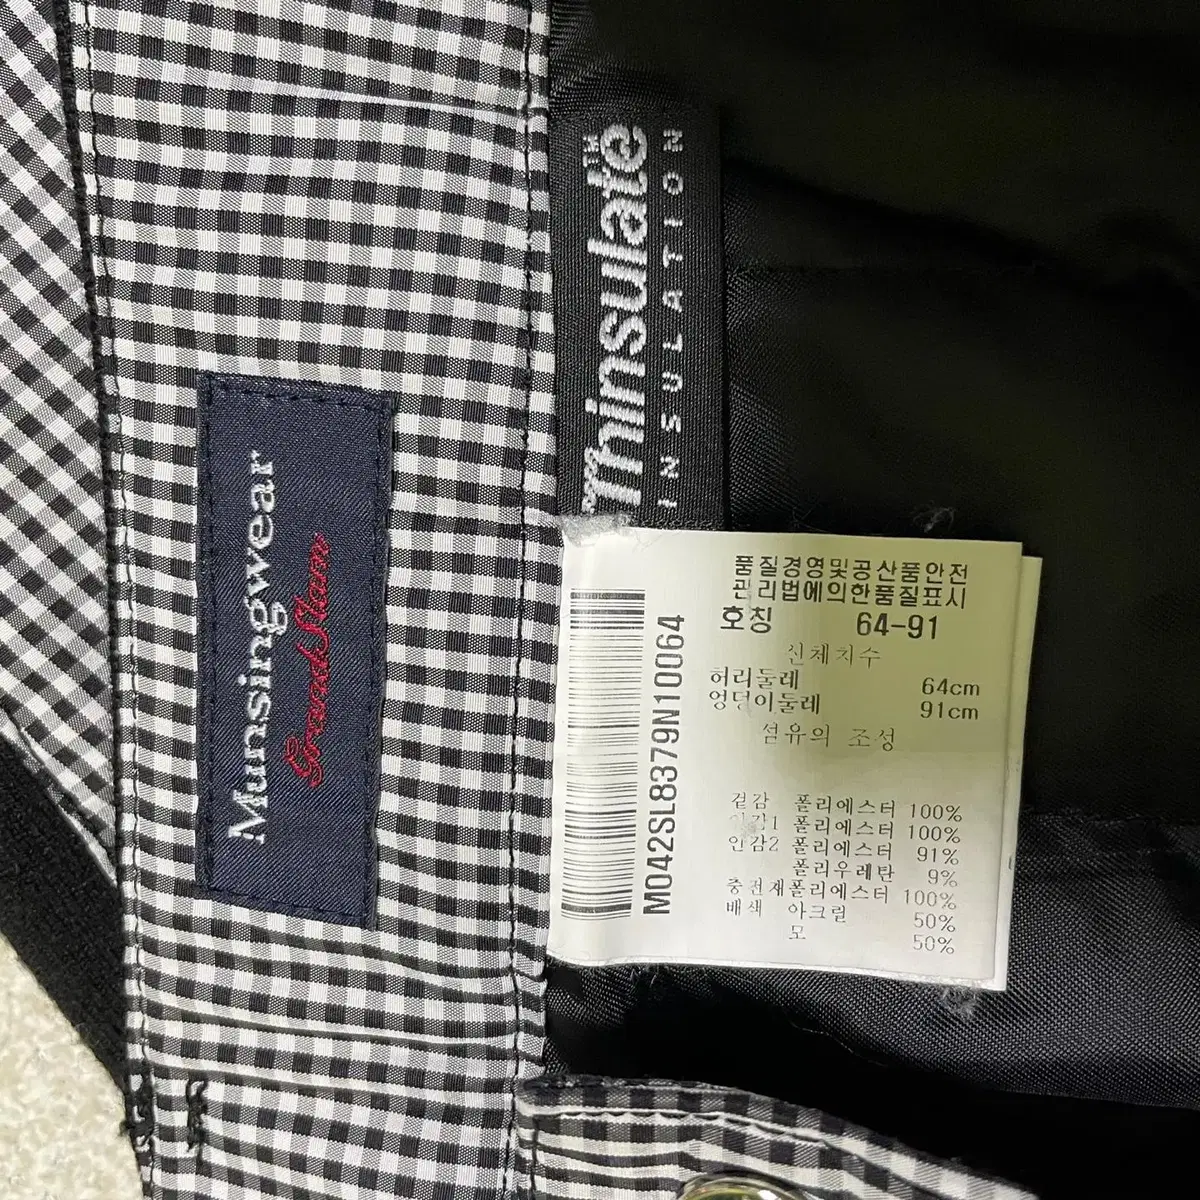 Munsingwear
Grand Slam
Thinsulate™
INSULATION
M042SL8379N10064
품질경영및공산품안전
관리법에의한품질표시
호칭 64-91
신체치수
허리둘레 64cm
엉덩이둘레 91cm
섬유의 조성
겉감 폴리에스터 100%
안감1 폴리에스터 100%
안감2 폴리에스터 91%
폴리우레탄 9%
충전재폴리에스터 100%
배색 아크릴 50%
모 50%